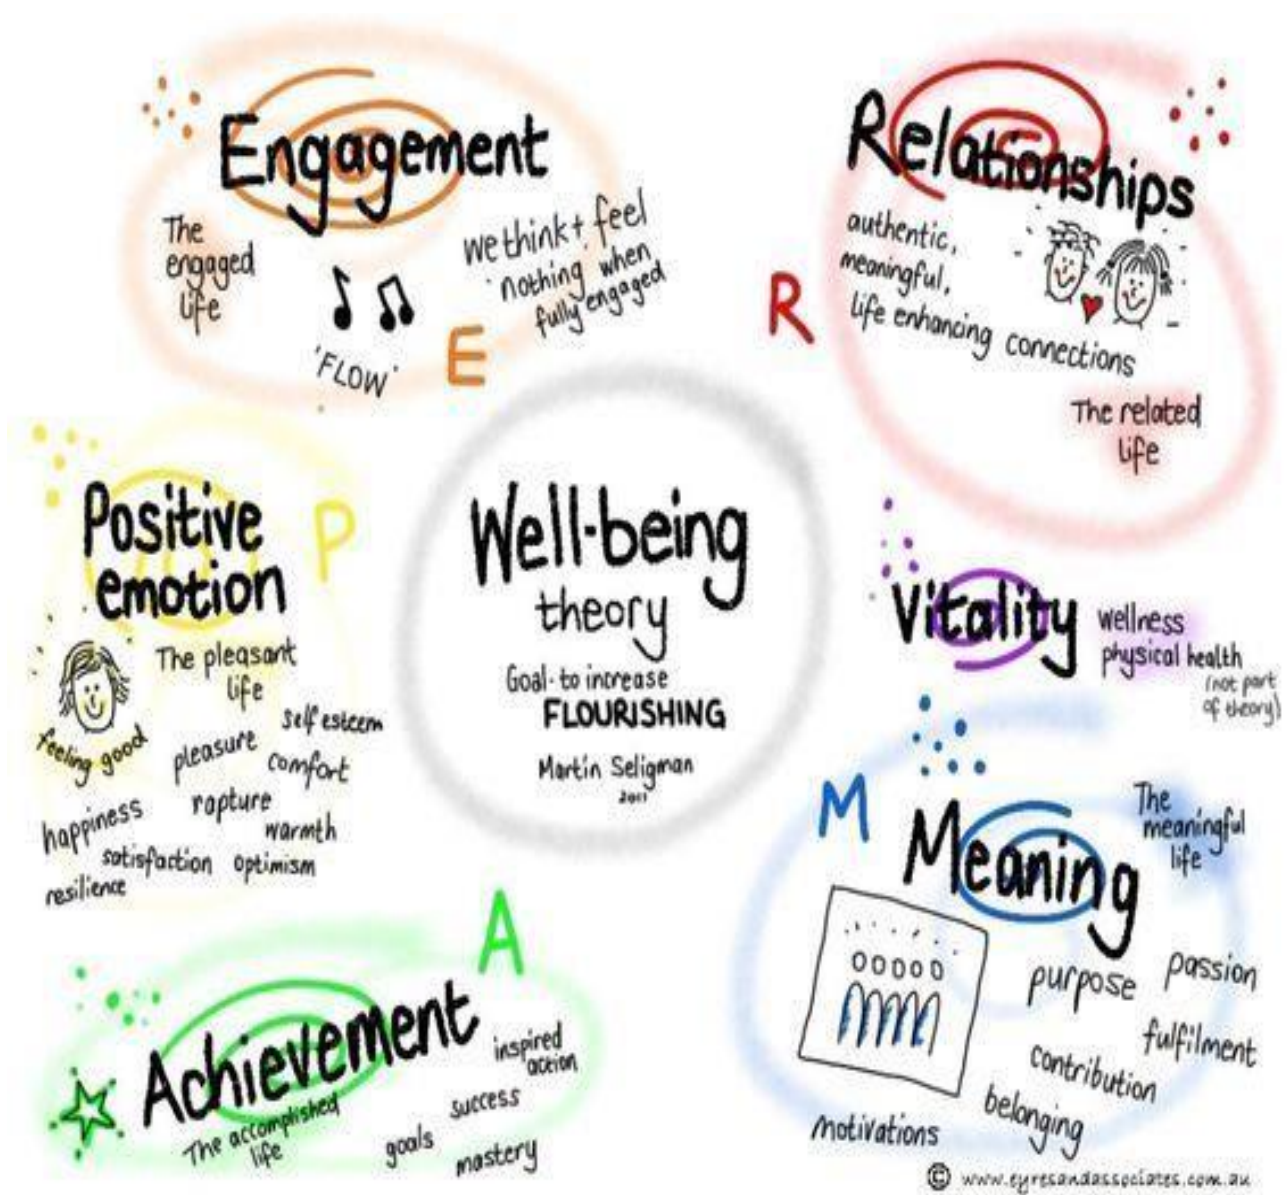 Engagement
The
engaged
life
'FLOW'
We think + feel
nothing when
fully engaged
E
Relationships
authentic,
meaningful,
life enhancing connections
The related
life
R
Positive
emotion
P
The pleasant
life
feeling good
self esteem
pleasure
comfort
happiness
rapture
warmth
satisfaction
optimism
resilience
Well-being
theory
Goal - to increase
FLOURISHING
Martin Seligman
2011
Vitality
wellness
physical health
(not part
of theory)
M
Meaning
The
meaningful
life
purpose
passion
fulfilment
contribution
belonging
motivations
A
Achievement
The accomplished
life
inspired
action
success
goals
mastery
© www.eyresandassociates.com.au